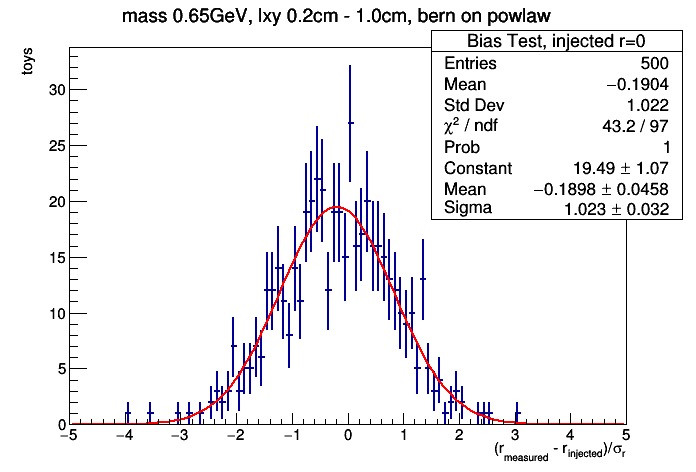 mass 0.65GeV, lxy 0.2cm - 1.0cm, bern on powlaw
Bias Test, injected r=0
Entries 500
Mean −0.1904
Std Dev 1.022
χ² / ndf 43.2 / 97
Prob 1
Constant 19.49 ± 1.07
Mean −0.1898 ± 0.0458
Sigma 1.023 ± 0.032
toys
30
25
20
15
10
5
0
−5 −4 −3 −2 −1 0 1 2 3 4 5
(r_measured - r_injected)/σ_r